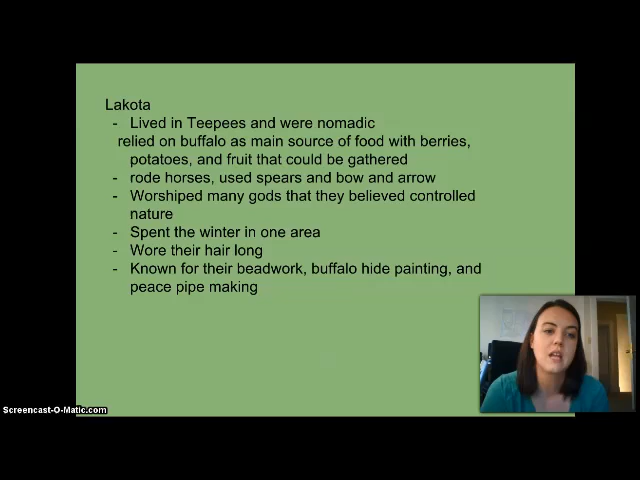 Lakota
- Lived in Teepees and were nomadic
relied on buffalo as main source of food with berries,
potatoes, and fruit that could be gathered
- rode horses, used spears and bow and arrow
- Worshiped many gods that they believed controlled
nature
- Spent the winter in one area
- Wore their hair long
- Known for their beadwork, buffalo hide painting, and
peace pipe making
Screencast-O-Matic.com